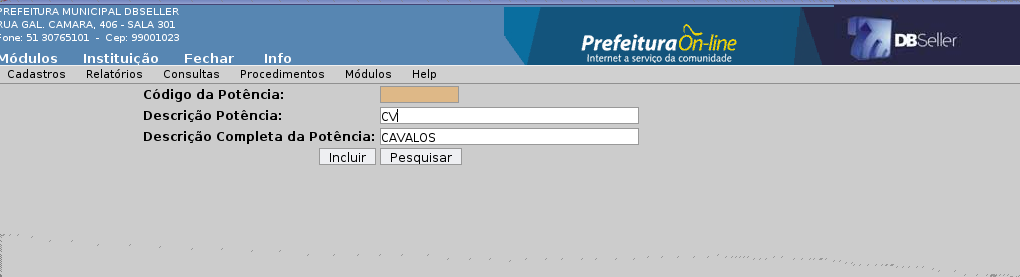 PREFEITURA MUNICIPAL DBSELLER
RUA GAL. CAMARA, 406 - SALA 301
Fone: 51 30765101 - Cep: 99001023
Prefeitura On-line
Internet a serviço da comunidade
DBSeller
Módulos Instituição Fechar Info
Cadastros Relatórios Consultas Procedimentos Módulos Help
Código da Potência:
Descrição Potência: CV
Descrição Completa da Potência: CAVALOS
Incluir Pesquisar